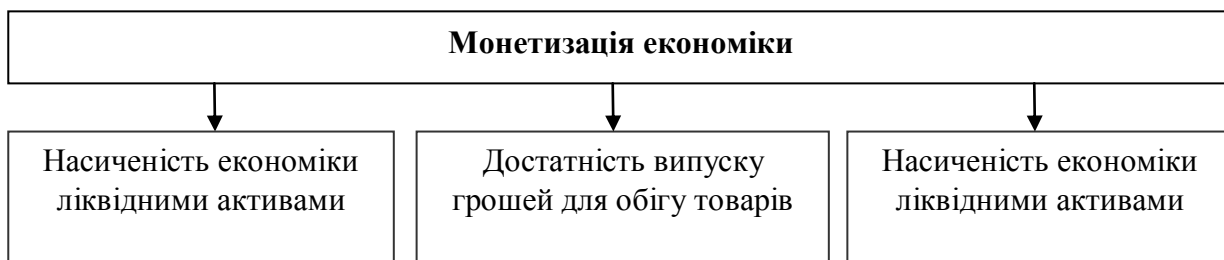 Монетизація економіки
Насиченість економіки
ліквідними активами
Достатність випуску
грошей для обігу товарів
Насиченість економіки
ліквідними активами